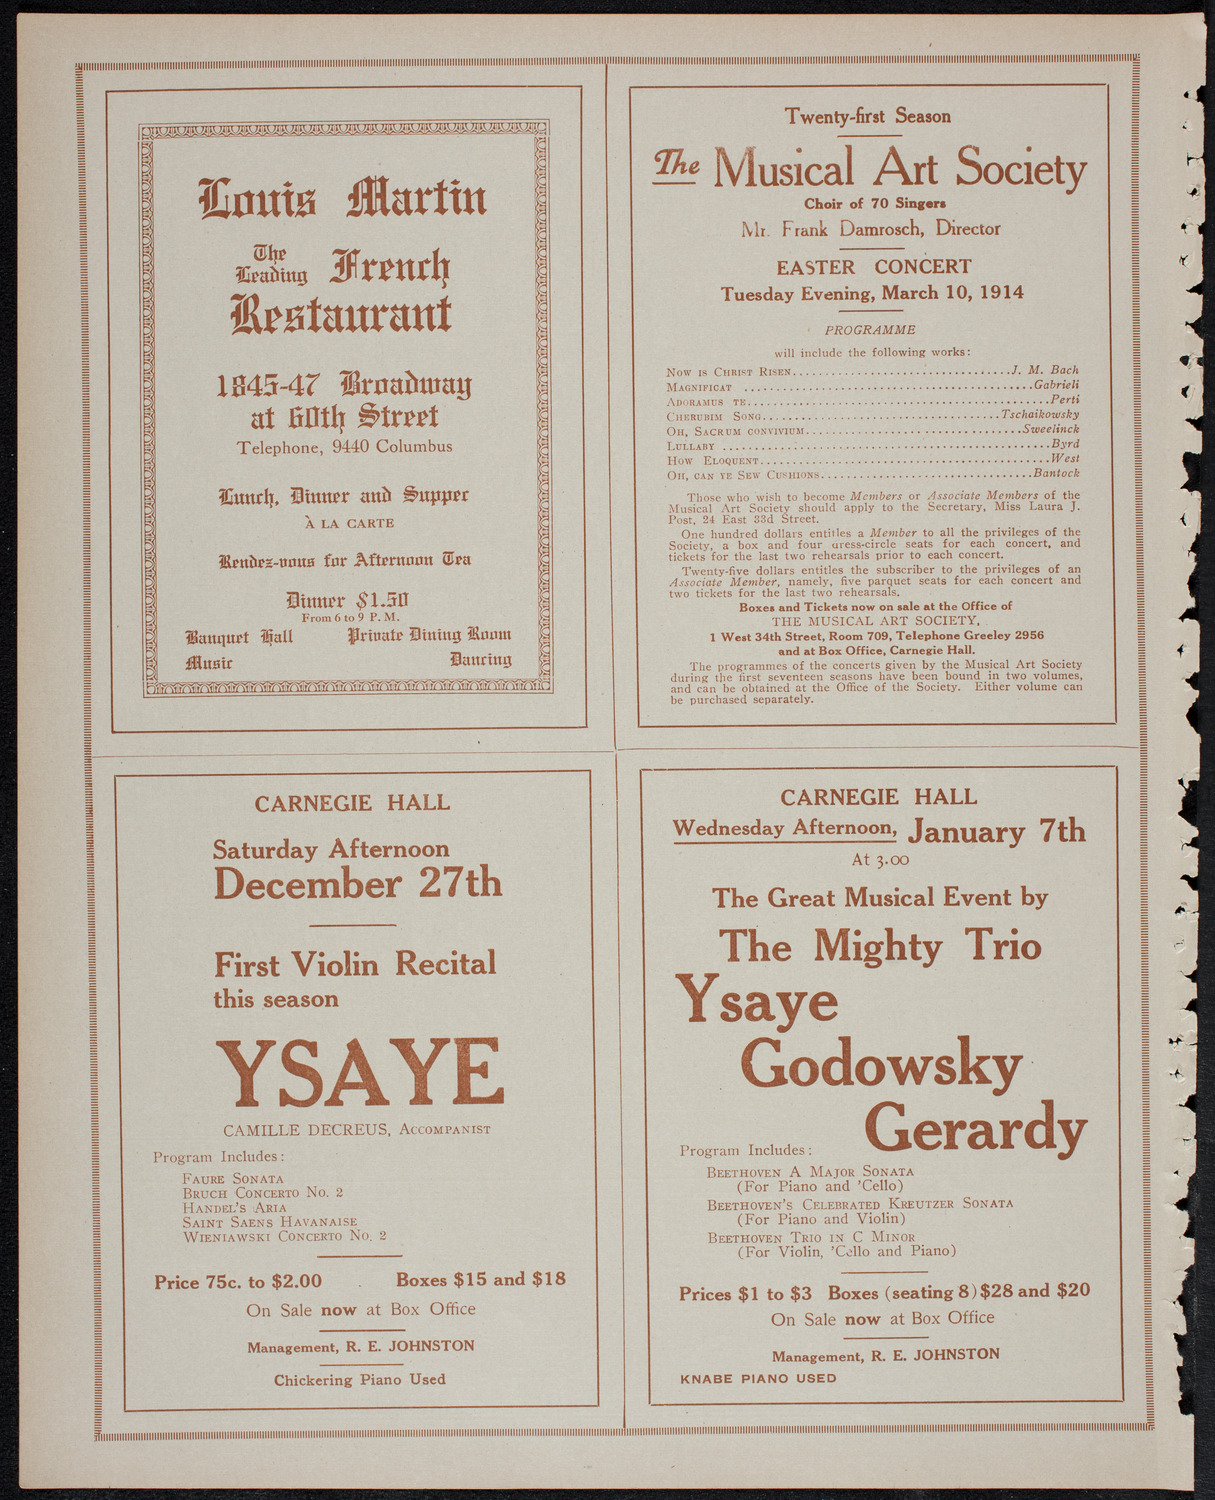 Louis Martin
The Leading French
Restaurant
1845-47 Broadway
at 60th Street
Telephone, 9440 Columbus
Lunch, Dinner and Supper
À LA CARTE
Rendez-vous for Afternoon Tea
Dinner $1.50
From 6 to 9 P. M.
Banquet Hall Private Dining Room
Music Dancing
Twenty-first Season
The Musical Art Society
Choir of 70 Singers
Mr. Frank Damrosch, Director
EASTER CONCERT
Tuesday Evening, March 10, 1914
PROGRAMME
will include the following works:
NOW IS CHRIST RISEN................................J. M. Bach
MAGNIFICAT ..........................................Gabrieli
ADORAMUS TE............................................Perti
CHERUBIM SONG...................................Tschaikowsky
OH, SACRUM CONVIVIUM................................Sweelinck
LULLABY ................................................Byrd
HOW ELOQUENT............................................West
OH, CAN YE SEW CUSHIONS...............................Bantock
Those who wish to become Members or Associate Members of the
Musical Art Society should apply to the Secretary, Miss Laura J.
Post, 24 East 33d Street.
One hundred dollars entitles a Member to all the privileges of the
Society, a box and four dress-circle seats for each concert, and
tickets for the last two rehearsals prior to each concert.
Twenty-five dollars entitles the subscriber to the privileges of an
Associate Member, namely, five parquet seats for each concert and
two tickets for the last two rehearsals.
Boxes and Tickets now on sale at the Office of
THE MUSICAL ART SOCIETY,
1 West 34th Street, Room 709, Telephone Greeley 2956
and at Box Office, Carnegie Hall.
The programmes of the concerts given by the Musical Art Society
during the first seventeen seasons have been bound in two volumes,
and can be obtained at the Office of the Society. Either volume can
be purchased separately.
CARNEGIE HALL
Saturday Afternoon
December 27th
First Violin Recital
this season
YSAYE
CAMILLE DECREUS, ACCOMPANIST
Program Includes:
FAURE SONATA
BRUCH CONCERTO NO. 2
HANDEL'S ARIA
SAINT SAENS HAVANAISE
WIENIAWSKI CONCERTO NO. 2
Price 75c. to $2.00 Boxes $15 and $18
On Sale now at Box Office
Management, R. E. JOHNSTON
Chickering Piano Used
CARNEGIE HALL
Wednesday Afternoon, January 7th
At 3.00
The Great Musical Event by
The Mighty Trio
Ysaye
Godowsky
Gerardy
Program Includes:
BEETHOVEN A MAJOR SONATA
(For Piano and 'Cello)
BEETHOVEN'S CELEBRATED KREUTZER SONATA
(For Piano and Violin)
BEETHOVEN TRIO IN C MINOR
(For Violin, 'Cello and Piano)
Prices $1 to $3 Boxes (seating 8) $28 and $20
On Sale now at Box Office
Management, R. E. JOHNSTON
KNABE PIANO USED